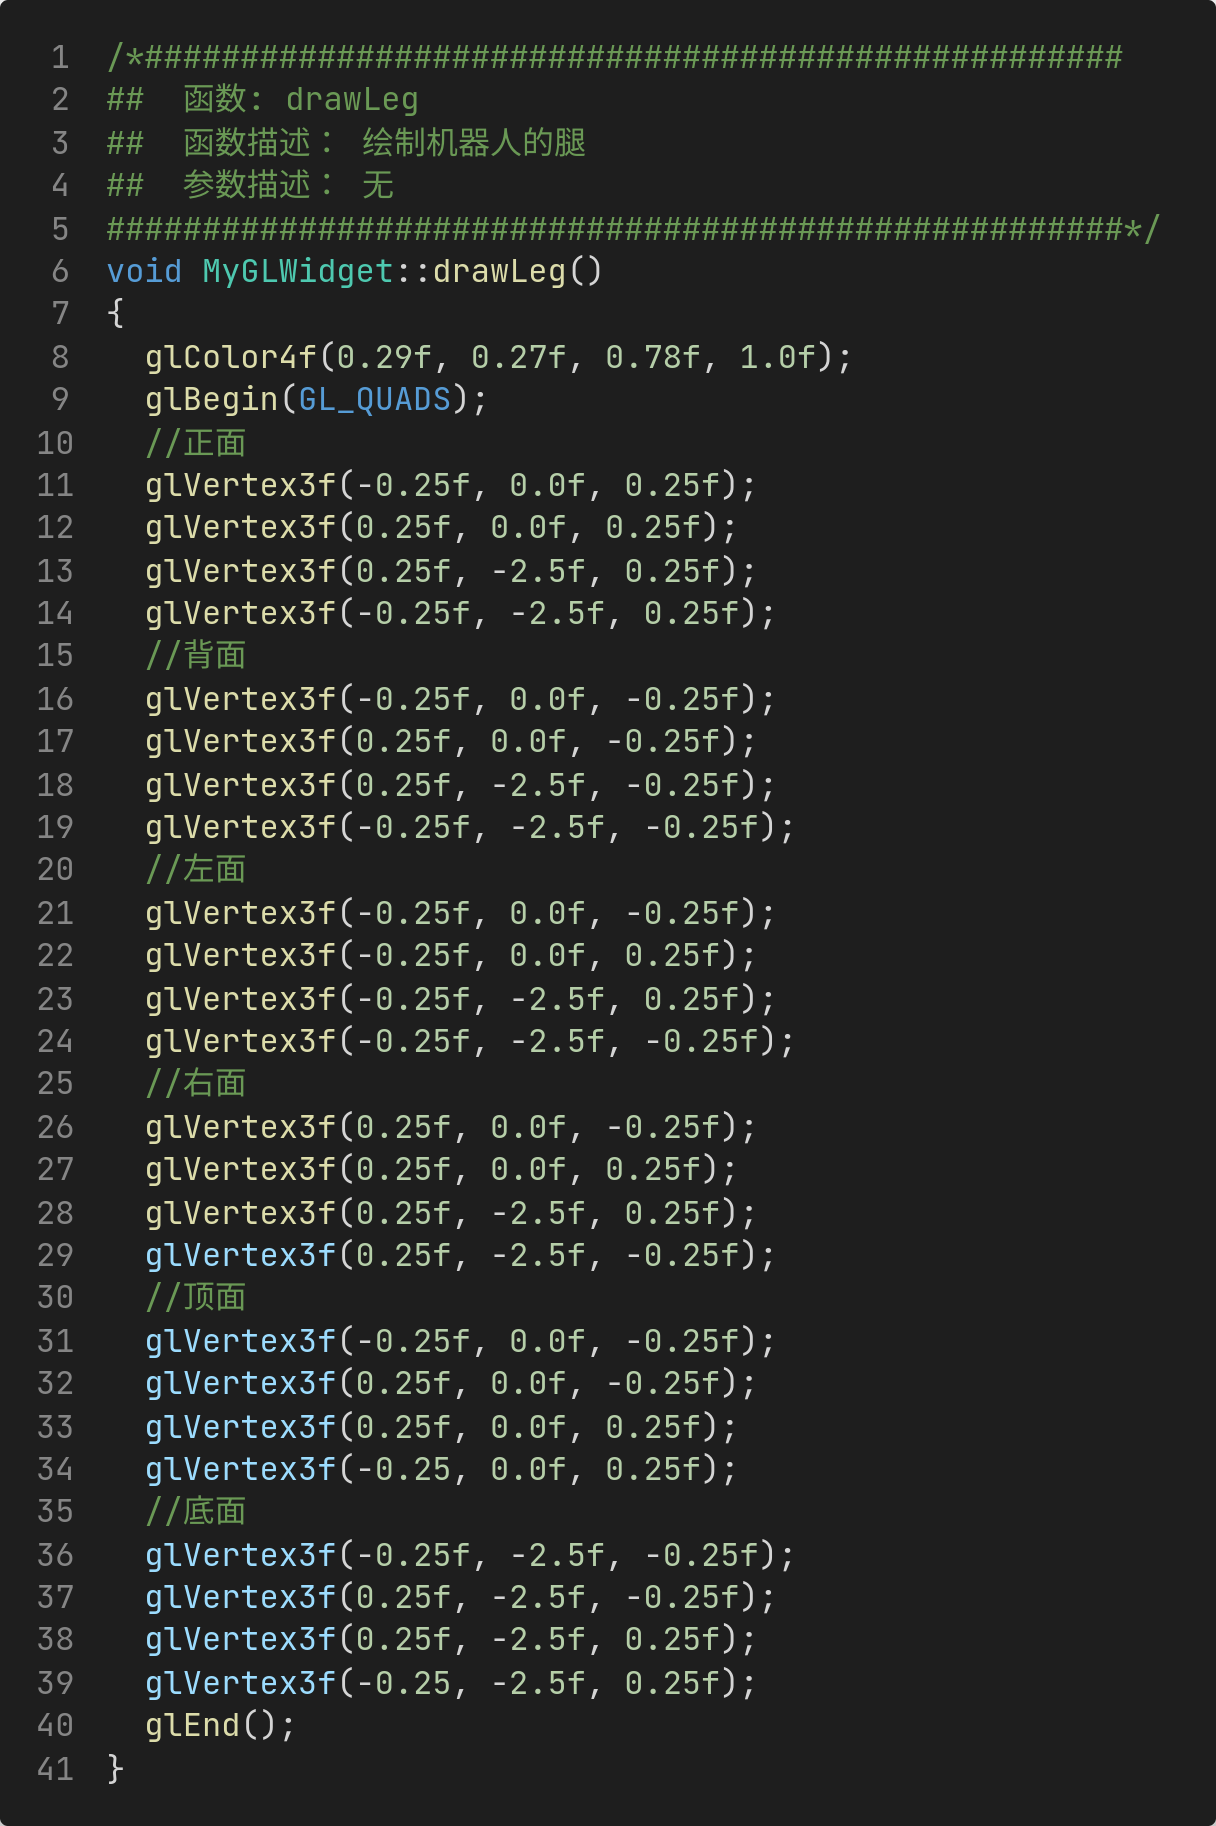 1 /*###################################################
2 ##  函数: drawLeg
3 ##  函数描述： 绘制机器人的腿
4 ##  参数描述： 无
5 #####################################################*/
6 void MyGLWidget::drawLeg()
7 {
8   glColor4f(0.29f, 0.27f, 0.78f, 1.0f);
9   glBegin(GL_QUADS);
10   //正面
11   glVertex3f(-0.25f, 0.0f, 0.25f);
12   glVertex3f(0.25f, 0.0f, 0.25f);
13   glVertex3f(0.25f, -2.5f, 0.25f);
14   glVertex3f(-0.25f, -2.5f, 0.25f);
15   //背面
16   glVertex3f(-0.25f, 0.0f, -0.25f);
17   glVertex3f(0.25f, 0.0f, -0.25f);
18   glVertex3f(0.25f, -2.5f, -0.25f);
19   glVertex3f(-0.25f, -2.5f, -0.25f);
20   //左面
21   glVertex3f(-0.25f, 0.0f, -0.25f);
22   glVertex3f(-0.25f, 0.0f, 0.25f);
23   glVertex3f(-0.25f, -2.5f, 0.25f);
24   glVertex3f(-0.25f, -2.5f, -0.25f);
25   //右面
26   glVertex3f(0.25f, 0.0f, -0.25f);
27   glVertex3f(0.25f, 0.0f, 0.25f);
28   glVertex3f(0.25f, -2.5f, 0.25f);
29   glVertex3f(0.25f, -2.5f, -0.25f);
30   //顶面
31   glVertex3f(-0.25f, 0.0f, -0.25f);
32   glVertex3f(0.25f, 0.0f, -0.25f);
33   glVertex3f(0.25f, 0.0f, 0.25f);
34   glVertex3f(-0.25, 0.0f, 0.25f);
35   //底面
36   glVertex3f(-0.25f, -2.5f, -0.25f);
37   glVertex3f(0.25f, -2.5f, -0.25f);
38   glVertex3f(0.25f, -2.5f, 0.25f);
39   glVertex3f(-0.25, -2.5f, 0.25f);
40   glEnd();
41 }